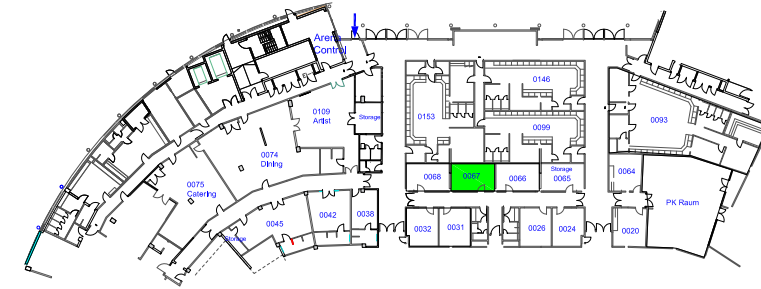 Arena
Control
0146
0109
Artist
Storage
0153
0099
0093
0074
Dining
0075
Catering
0068
0067
0066
Storage
0065
0064
PK Raum
0045
0042
0038
Storage
0032
0031
0026
0024
0020